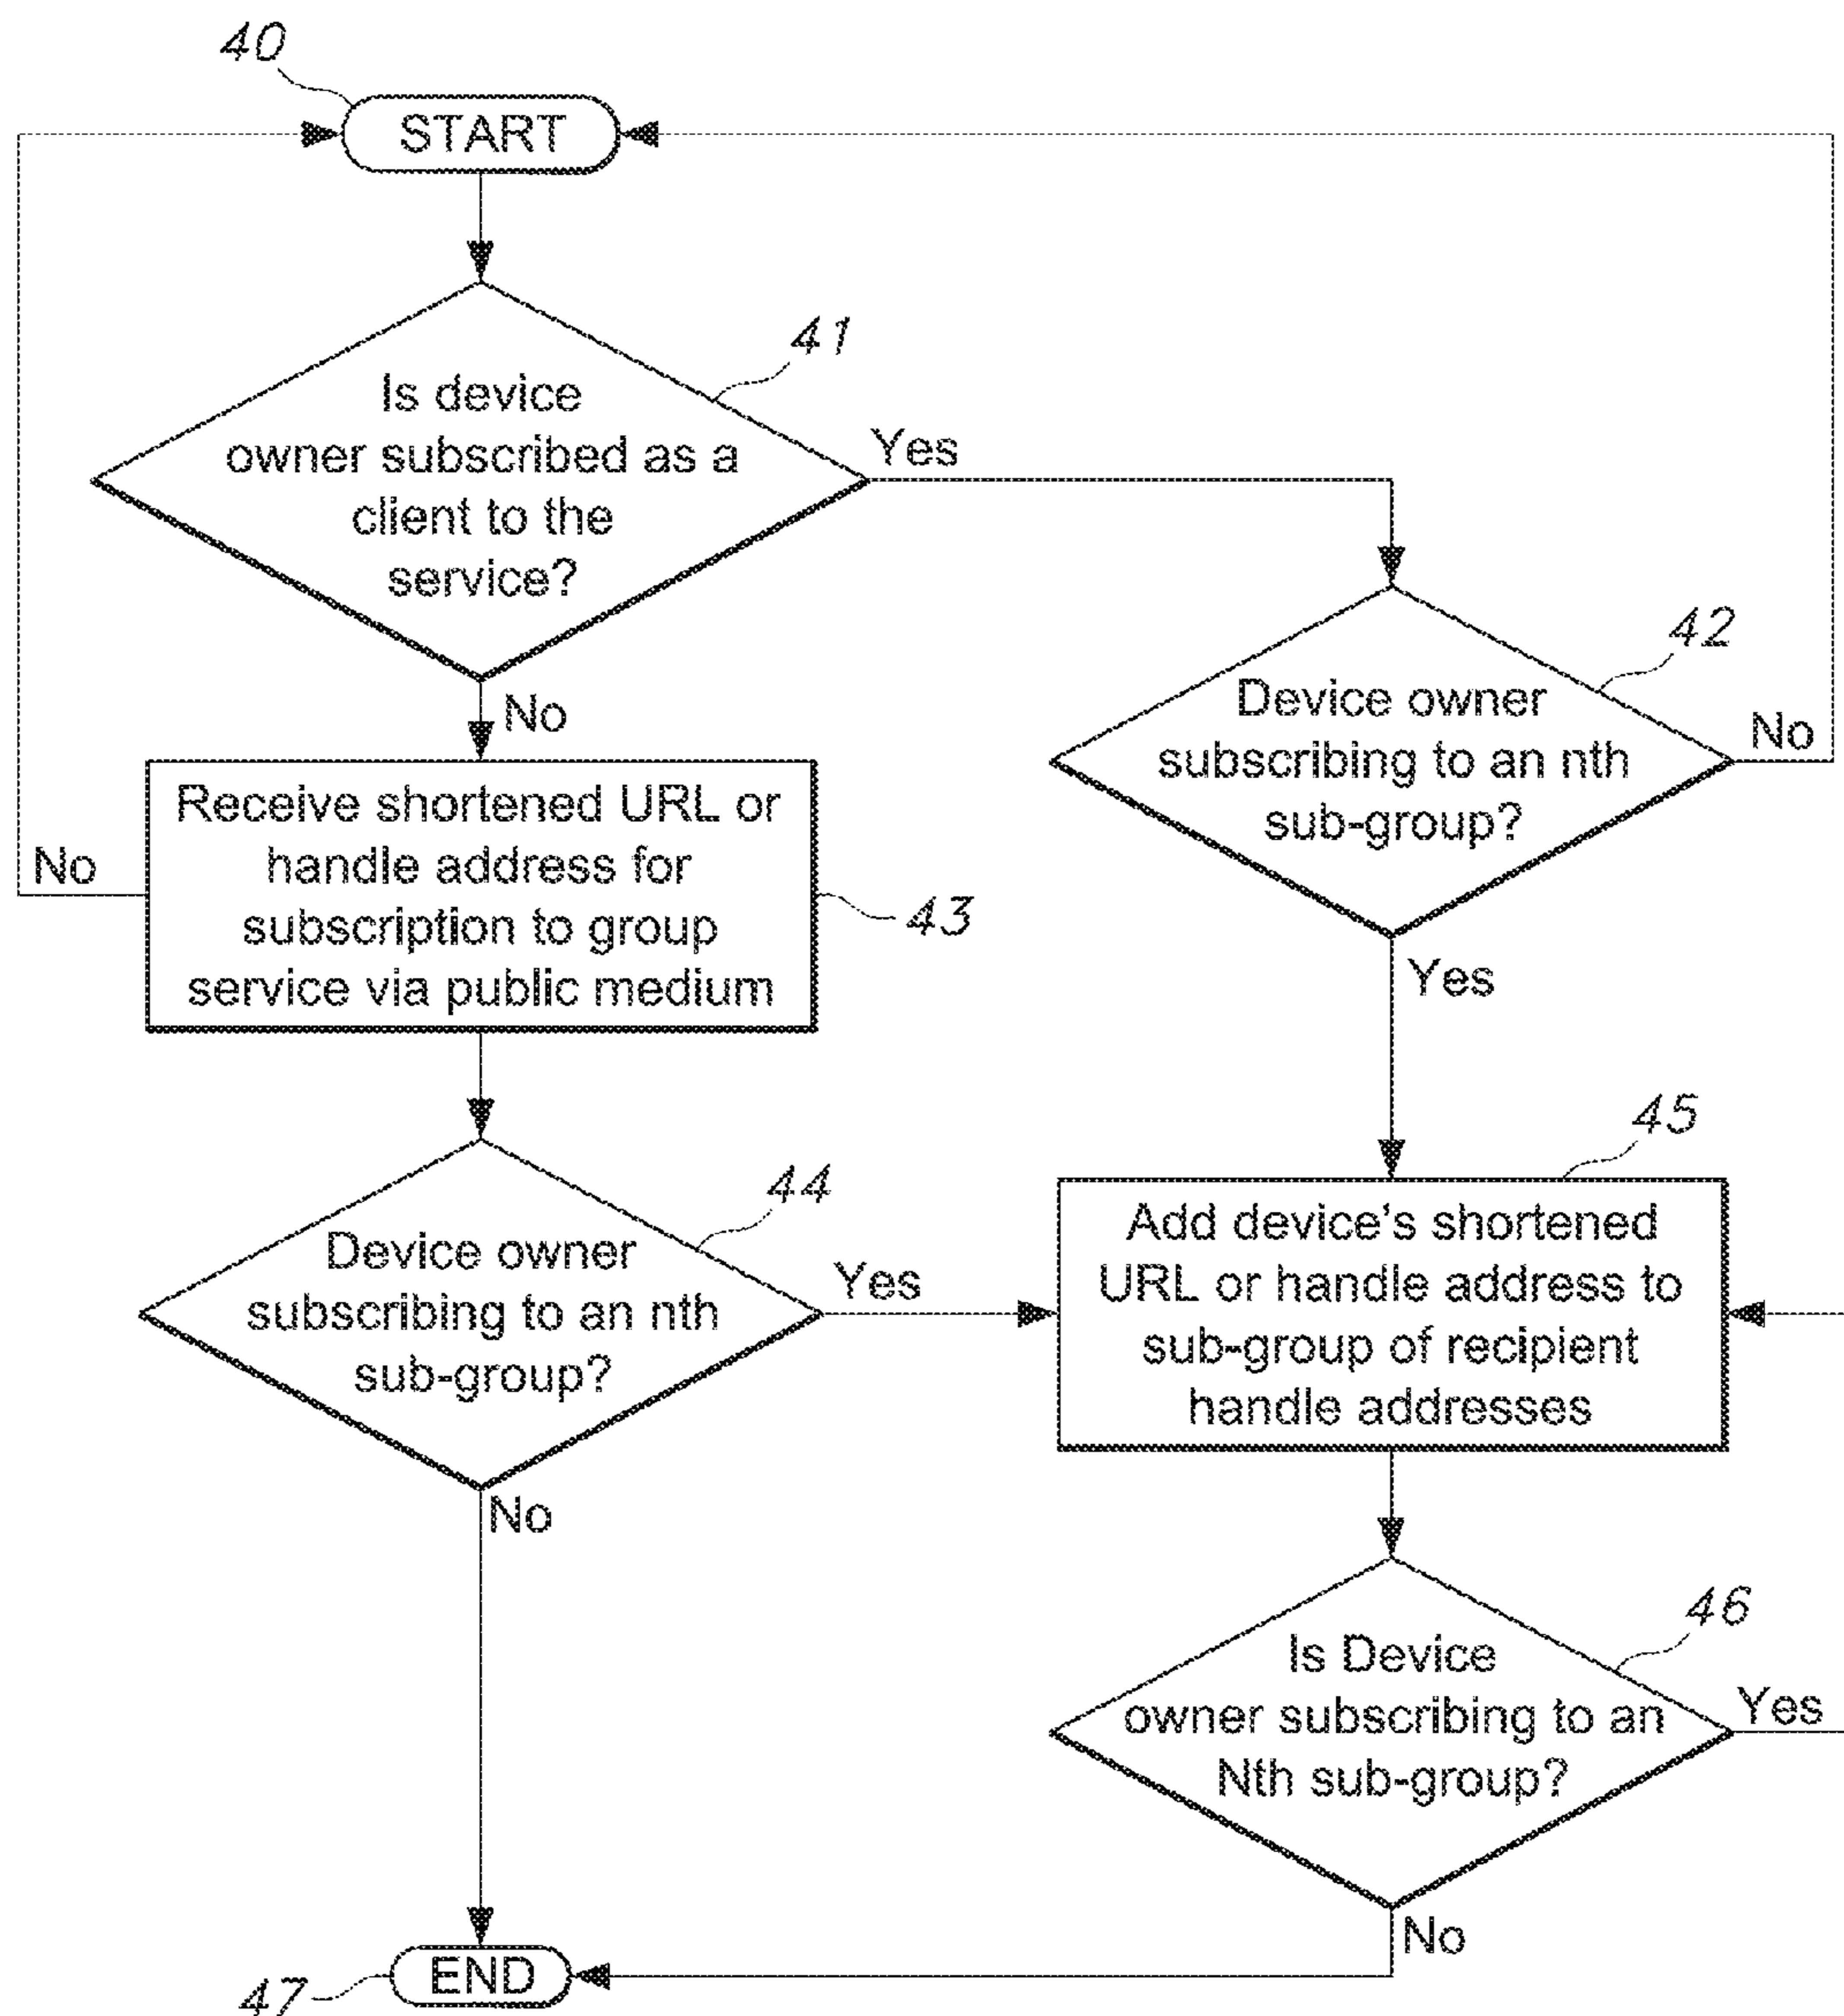 40
START
41
Is device
owner subscribed as a
client to the
service?
Yes
No
42
Device owner
subscribing to an nth
sub-group?
No
Yes
Receive shortened URL or
handle address for
subscription to group
service via public medium
No
43
44
Device owner
subscribing to an nth
sub-group?
Yes
No
45
Add device's shortened
URL or handle address to
sub-group of recipient
handle addresses
46
Is Device
owner subscribing to an
Nth sub-group?
Yes
No
END
47